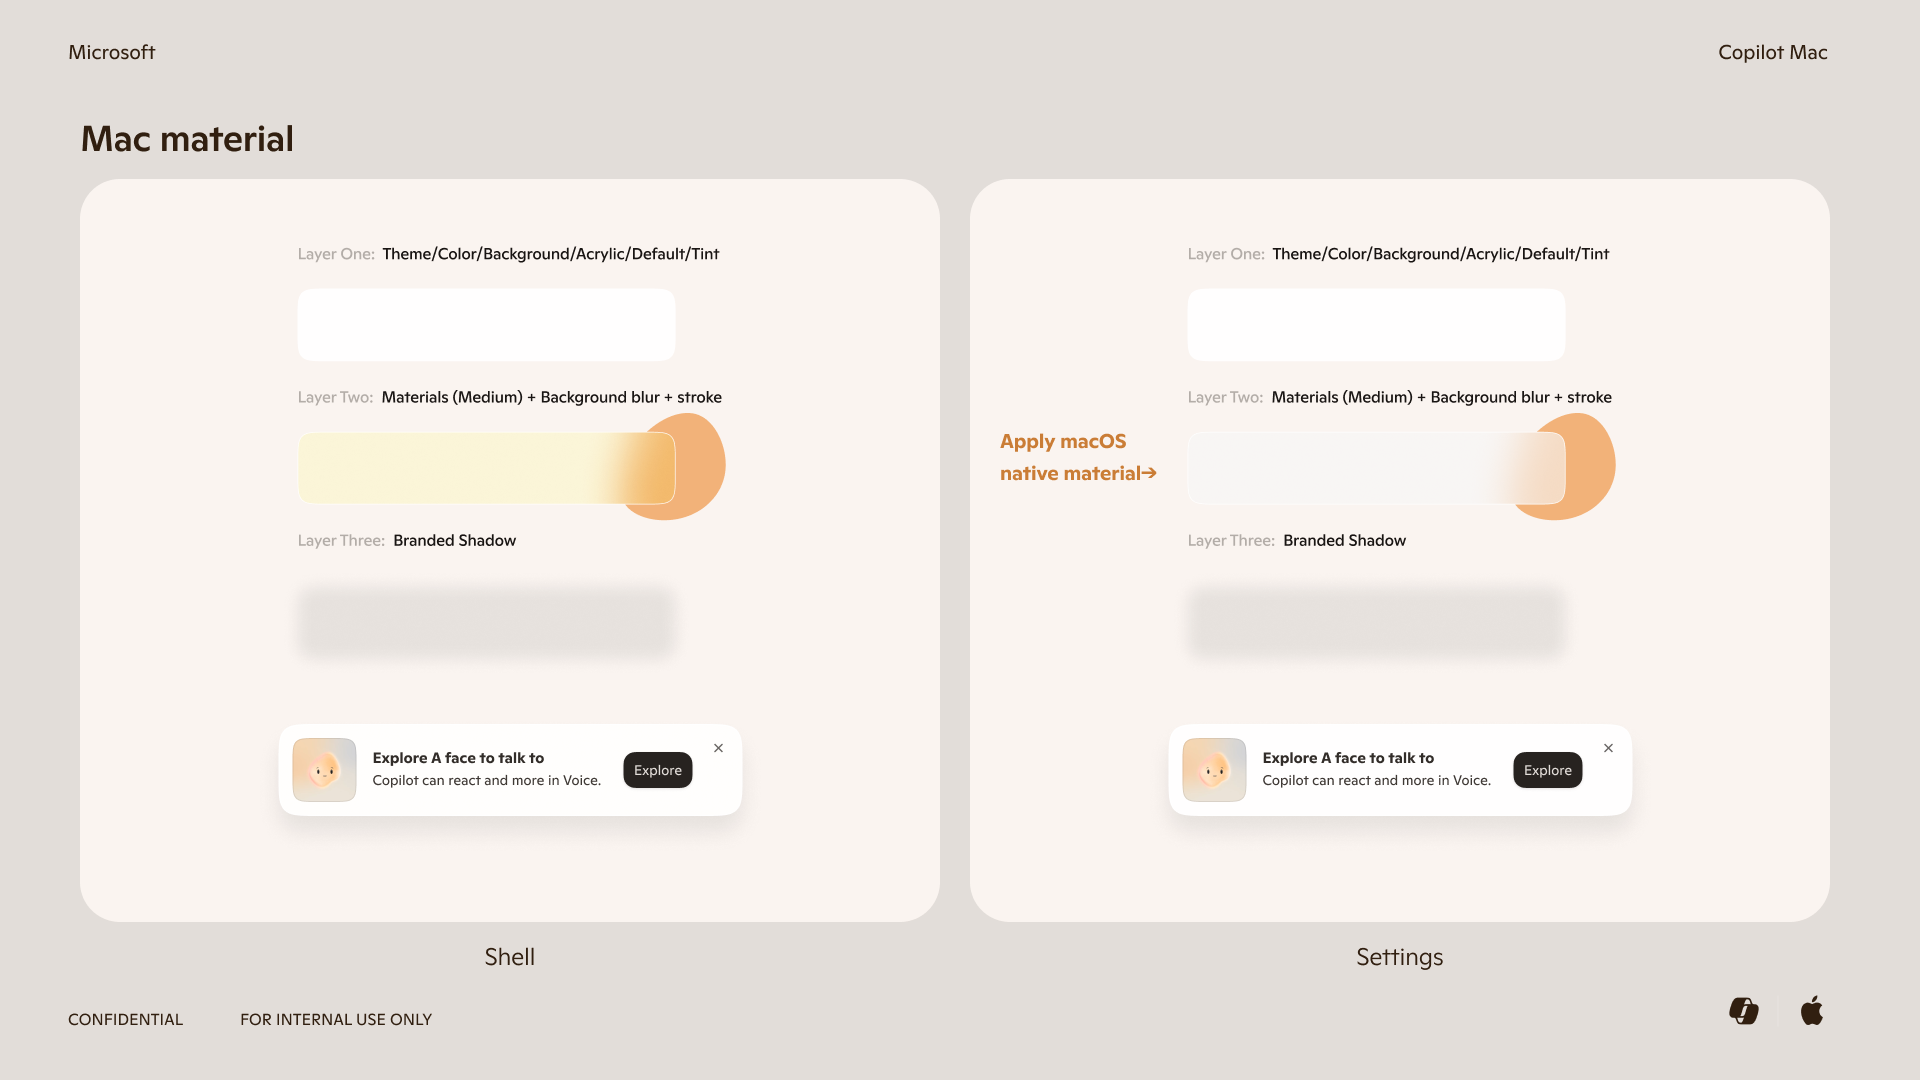 Microsoft
Copilot Mac
Mac material
Layer One: Theme/Color/Background/Acrylic/Default/Tint
Layer Two: Materials (Medium) + Background blur + stroke
Layer Three: Branded Shadow
Explore A face to talk to
Copilot can react and more in Voice.
Explore
Shell
Layer One: Theme/Color/Background/Acrylic/Default/Tint
Layer Two: Materials (Medium) + Background blur + stroke
Apply macOS
native material→
Layer Three: Branded Shadow
Explore A face to talk to
Copilot can react and more in Voice.
Explore
Settings
CONFIDENTIAL
FOR INTERNAL USE ONLY